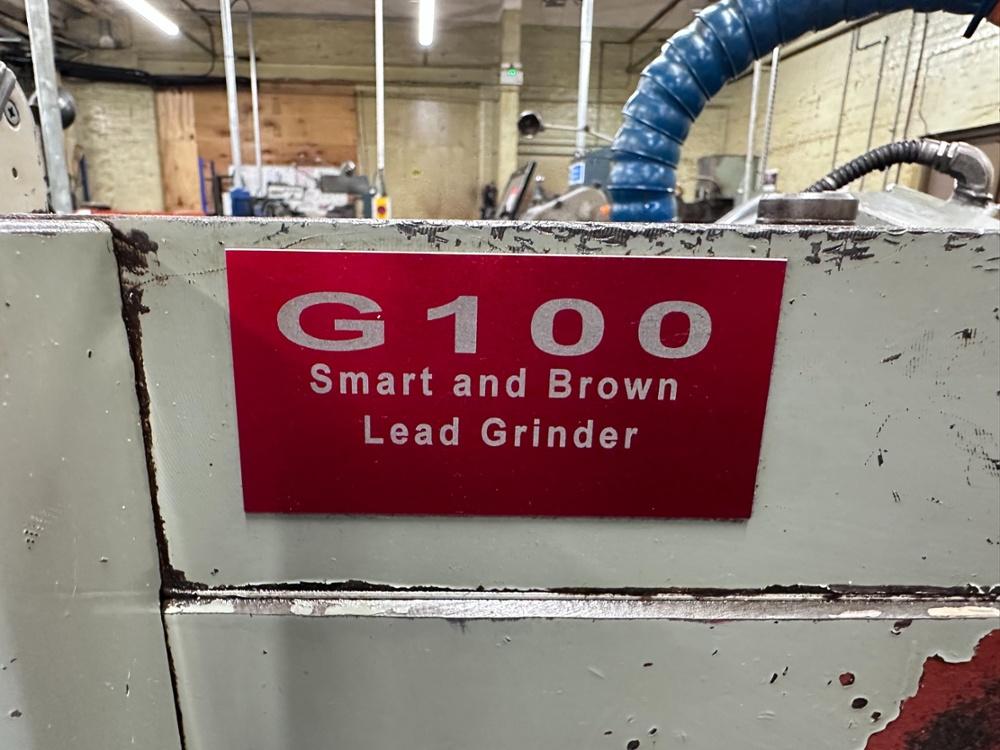 G100
Smart and Brown
Lead Grinder